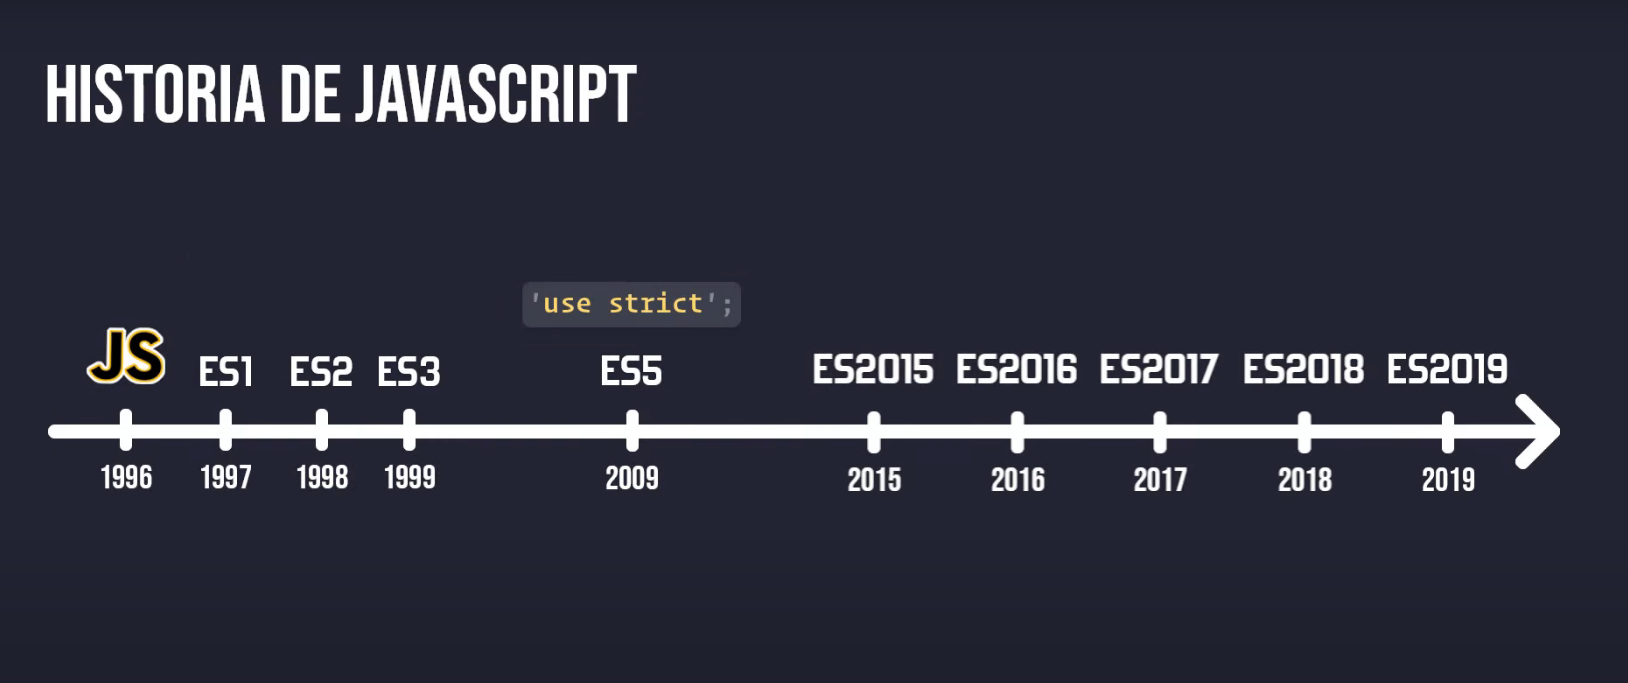 HISTORIA DE JAVASCRIPT
'use strict';
JS ES1 ES2 ES3 ES5 ES2015 ES2016 ES2017 ES2018 ES2019
1996 1997 1998 1999 2009 2015 2016 2017 2018 2019